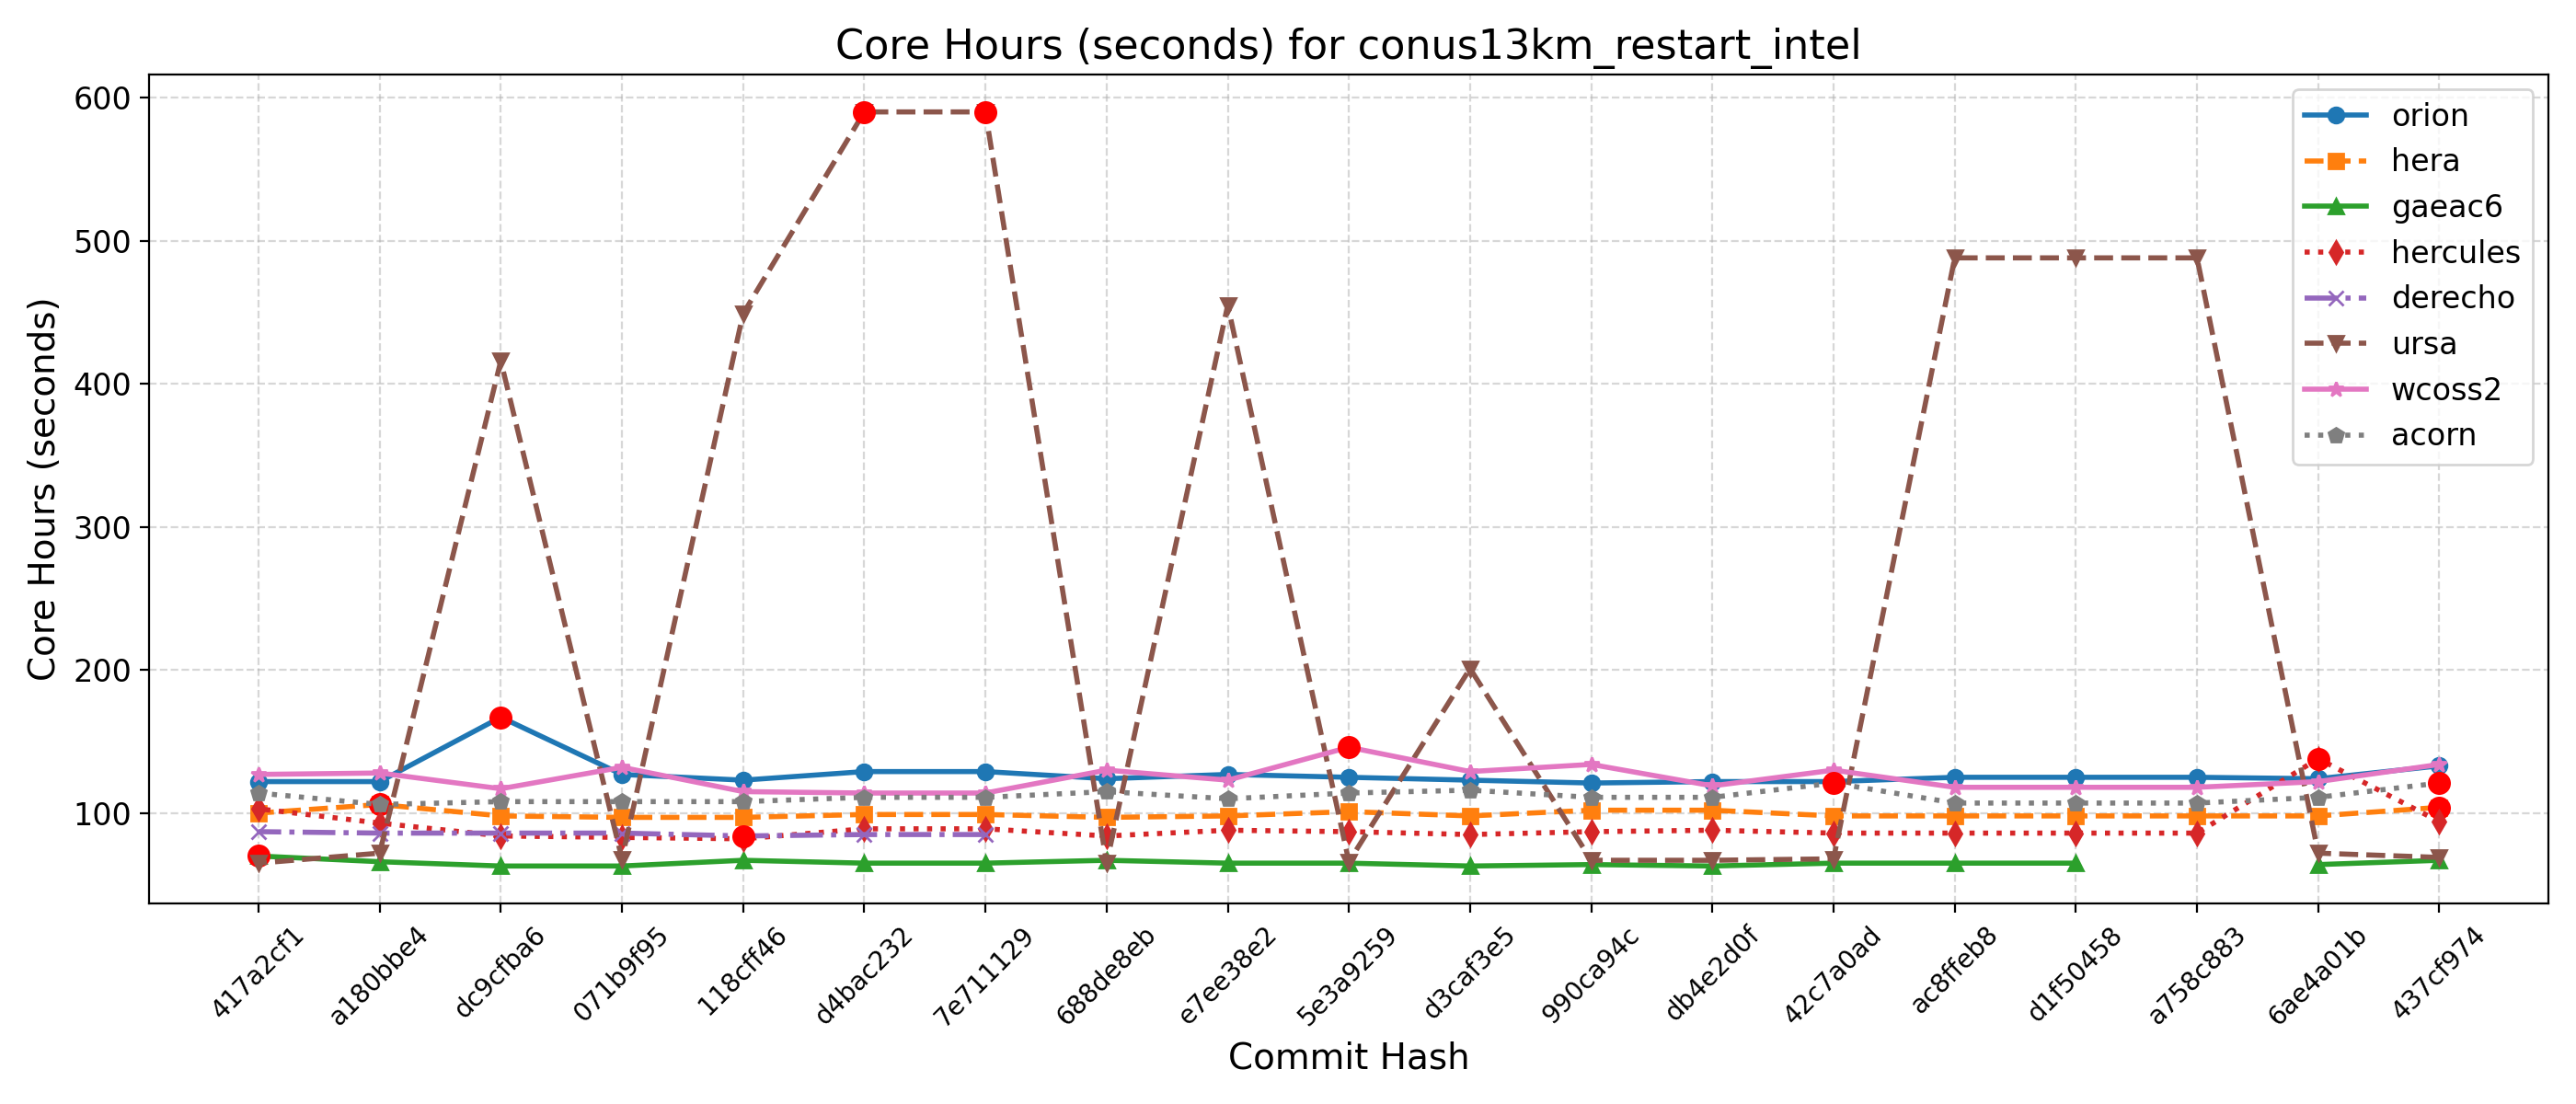 Core Hours (seconds) for conus13km_restart_intel
Core Hours (seconds)
600
500
400
300
200
100
orion
hera
gaeac6
hercules
derecho
ursa
wcoss2
acorn
417a2cf1
a180bbe4
dc9cfba6
071b9f95
118cff46
d4bac232
7e711129
688de8eb
e7ee38e2
5e3a9259
d3caf3e5
990ca94c
db4e2d0f
42c7a0ad
ac8ffeb8
d1f50458
a758c883
6ae4a01b
437cf974
Commit Hash